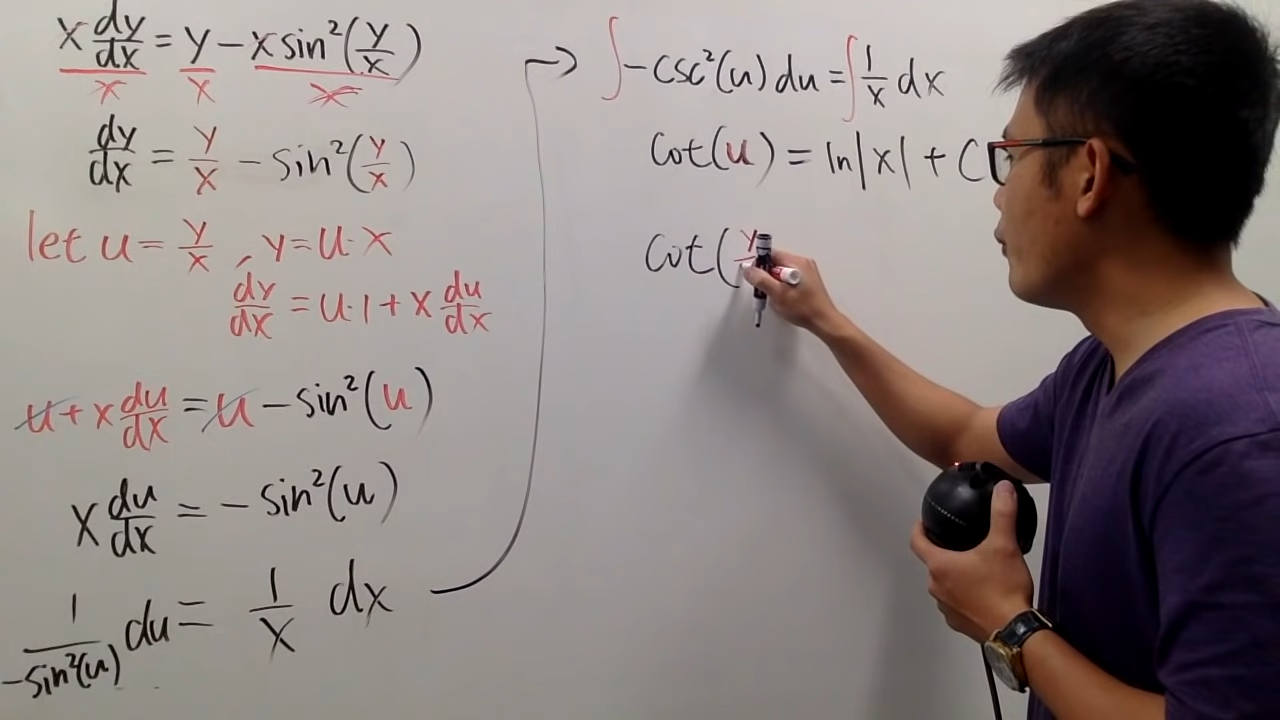 x dy/dx = y - x sin²(y/x)
x x x
dy/dx = y/x - sin²(y/x)
let u = y/x, y = u·x
dy/dx = u·1 + x du/dx
u + x du/dx = u - sin²(u)
x du/dx = - sin²(u)
1/-sin²(u) du = 1/x dx
→ ∫ -csc²(u) du = ∫ 1/x dx
cot(u) = ln|x| + C
cot(y